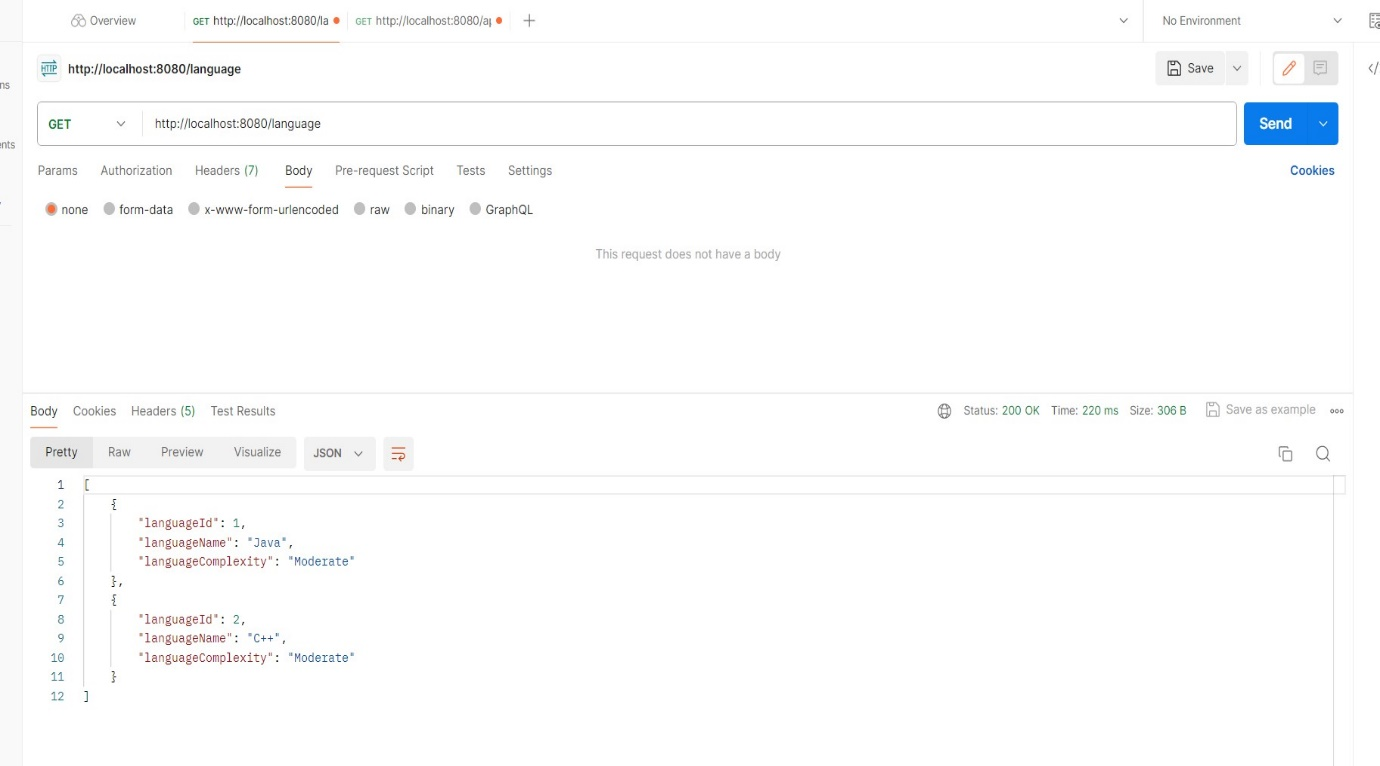 Overview GET http://localhost:8080/la GET http://localhost:8080/ap No Environment
http://localhost:8080/language Save
GET http://localhost:8080/language Send
Params Authorization Headers (7) Body Pre-request Script Tests Settings Cookies
none form-data x-www-form-urlencoded raw binary GraphQL
This request does not have a body
Body Cookies Headers (5) Test Results Status: 200 OK Time: 220 ms Size: 306 B Save as example
Pretty Raw Preview Visualize JSON
1 [
2 {
3 "languageId": 1,
4 "languageName": "Java",
5 "languageComplexity": "Moderate"
6 },
7 {
8 "languageId": 2,
9 "languageName": "C++",
10 "languageComplexity": "Moderate"
11 }
12 ]